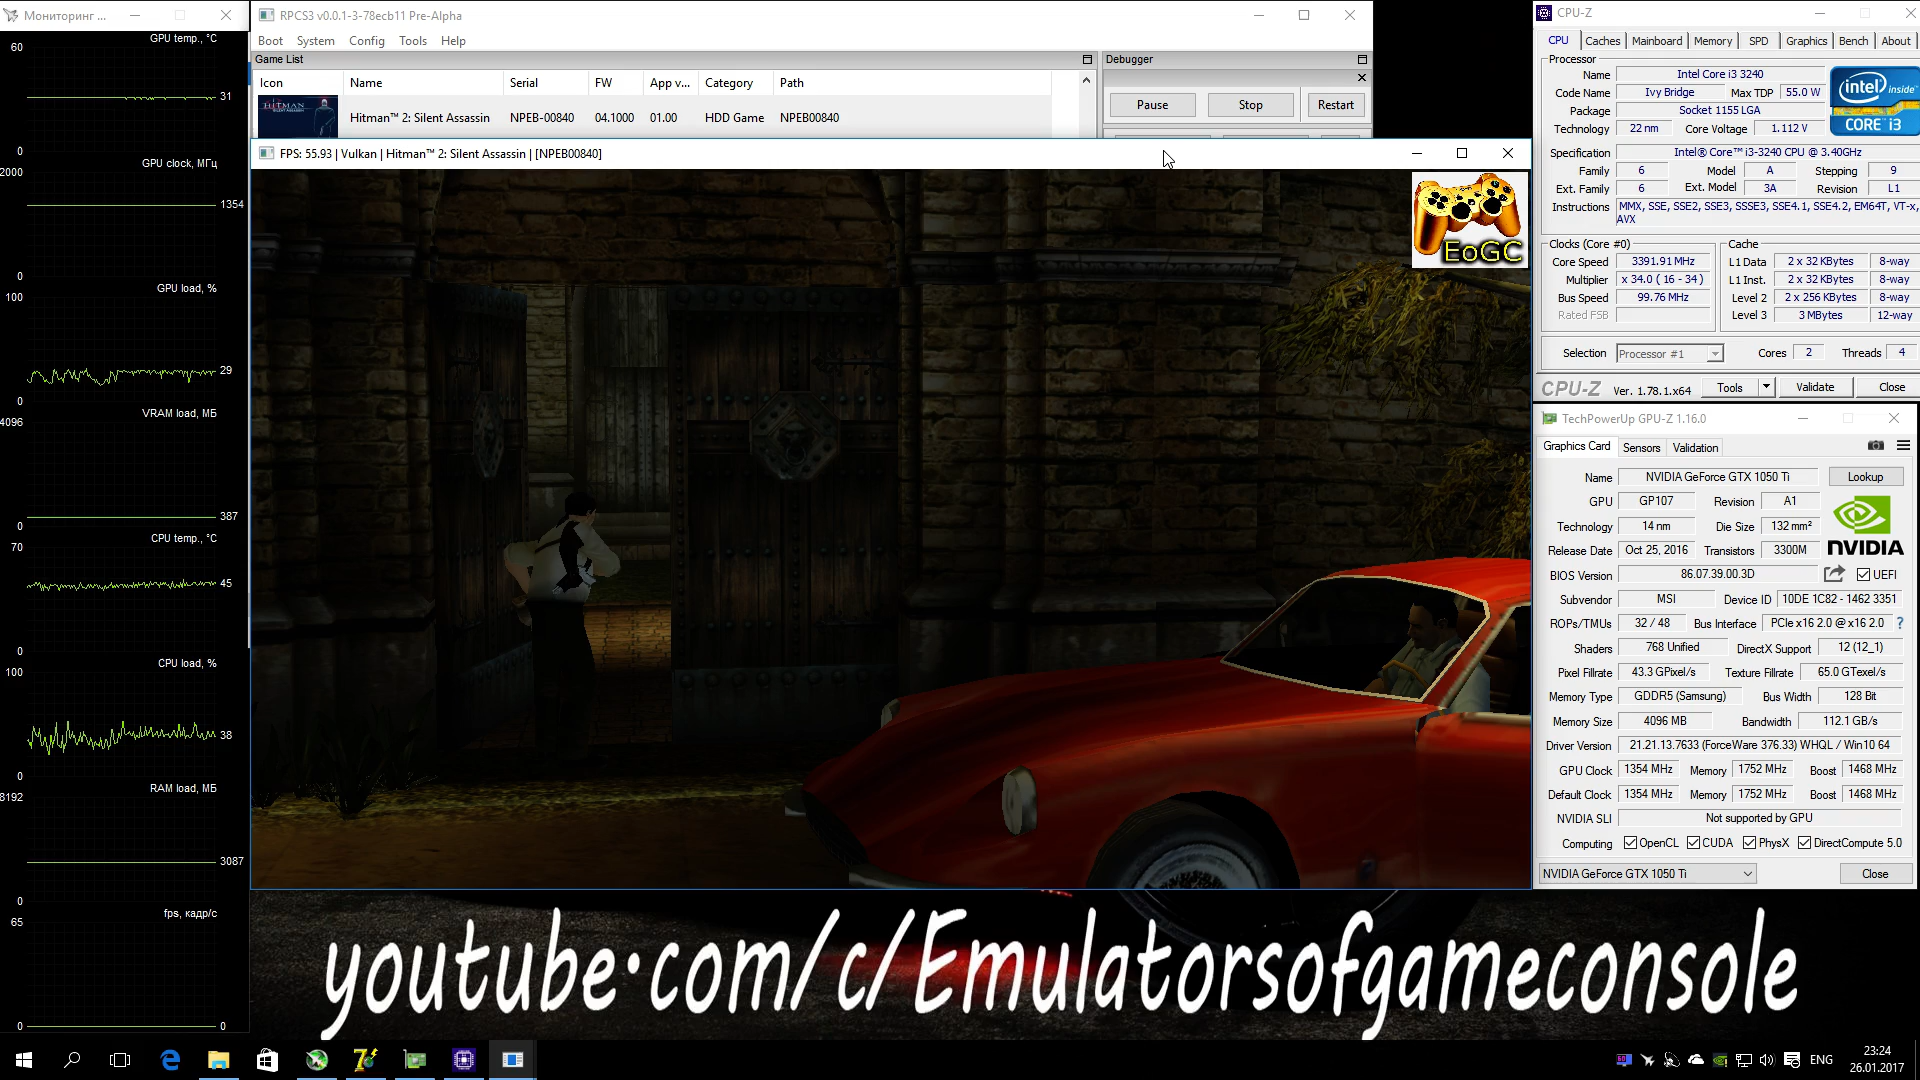 Мониторинг ...
GPU temp., °C
60
31
0
GPU clock, МГц
2000
1354
0
GPU load, %
100
29
0
VRAM load, МБ
4096
387
0
CPU temp., °C
70
45
0
CPU load, %
100
38
0
RAM load, МБ
8192
3087
0
fps, кадр/с
65
0 0
RPCS3 v0.0.1-3-78ecb11 Pre-Alpha
Boot System Config Tools Help
Game List
Icon Name Serial FW App v... Category Path
HITMAN
Hitman™ 2: Silent Assassin NPEB-00840 04.1000 01.00 HDD Game NPEB00840
Debugger
Pause Stop Restart
FPS: 55.93 | Vulkan | Hitman™ 2: Silent Assassin | [NPEB00840]
EoGC
CPU-Z
CPU Caches Mainboard Memory SPD Graphics Bench About
Processor
Name Intel Core i3 3240
Code Name Ivy Bridge Max TDP 55.0 W
Package Socket 1155 LGA
Technology 22 nm Core Voltage 1.112 V
intel inside™
CORE i3
Specification Intel® Core™ i3-3240 CPU @ 3.40GHz
Family 6 Model A Stepping 9
Ext. Family 6 Ext. Model 3A Revision L1
Instructions MMX, SSE, SSE2, SSE3, SSSE3, SSE4.1, SSE4.2, EM64T, VT-x,
AVX
Clocks (Core #0)
Core Speed 3391.91 MHz
Multiplier x 34.0 ( 16 - 34 )
Bus Speed 99.76 MHz
Rated FSB
Cache
L1 Data 2 x 32 KBytes 8-way
L1 Inst. 2 x 32 KBytes 8-way
Level 2 2 x 256 KBytes 8-way
Level 3 3 MBytes 12-way
Selection Processor #1 Cores 2 Threads 4
CPU-Z Ver. 1.78.1.x64 Tools Validate Close
TechPowerUp GPU-Z 1.16.0
Graphics Card Sensors Validation
Name NVIDIA GeForce GTX 1050 Ti Lookup
GPU GP107 Revision A1
Technology 14 nm Die Size 132 mm²
Release Date Oct 25, 2016 Transistors 3300M
NVIDIA
BIOS Version 86.07.39.00.3D UEFI
Subvendor MSI Device ID 10DE 1C82 - 1462 3351
ROPs/TMUs 32 / 48 Bus Interface PCIe x16 2.0 @ x16 2.0 ?
Shaders 768 Unified DirectX Support 12 (12_1)
Pixel Fillrate 43.3 GPixel/s Texture Fillrate 65.0 GTexel/s
Memory Type GDDR5 (Samsung) Bus Width 128 Bit
Memory Size 4096 MB Bandwidth 112.1 GB/s
Driver Version 21.21.13.7633 (ForceWare 376.33) WHQL / Win10 64
GPU Clock 1354 MHz Memory 1752 MHz Boost 1468 MHz
Default Clock 1354 MHz Memory 1752 MHz Boost 1468 MHz
NVIDIA SLI Not supported by GPU
Computing OpenCL CUDA PhysX DirectCompute 5.0
NVIDIA GeForce GTX 1050 Ti Close
youtube.com/c/Emulatorsofgameconsole
ENG
23:24
26.01.2017